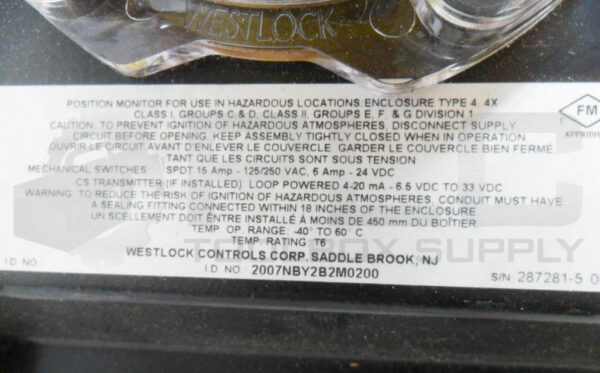 WESTLOCK
POSITION MONITOR FOR USE IN HAZARDOUS LOCATIONS:ENCLOSURE TYPE 4, 4X
CLASS I, GROUPS C,& D, CLASS II, GROUPS E, F, & G DIVISION 1
CAUTION: TO PREVENT IGNITION OF HAZARDOUS ATMOSPHERES, DISCONNECT SUPPLY
CIRCUIT BEFORE OPENING. KEEP ASSEMBLY TIGHTLY CLOSED WHEN IN OPERATION
OUVRIR LE CIRCUIT AVANT D'ENLEVER LE COUVERCLE. GARDER LE COUVERCLE BIEN FERMÉ
TANT QUE LES CIRCUITS SONT SOUS TENSION
MECHANICAL SWITCHES SPDT 15 Amp - 125/250 VAC, 6 Amp - 24 VDC
CS TRANSMITTER (IF INSTALLED) LOOP POWERED 4-20 mA - 6.5 VDC TO 33 VDC
WARNING: TO REDUCE THE RISK OF IGNITION OF HAZARDOUS ATMOSPHERES, CONDUIT MUST HAVE
A SEALING FITTING CONNECTED WITHIN 18 INCHES OF THE ENCLOSURE
UN SCELLEMENT DOIT ÊNTRE INSTALLÉ À MOINS DE 450 mm DU BOÎTIER
TEMP. OP. RANGE: -40° TO 60° C
TEMP RATING: T6
WESTLOCK CONTROLS CORP. SADDLE BROOK, NJ
I.D. NO. I.D. NO. 2007NBY2B2M0200
S/N 287281-5
FM
APPROVE
SUPPLY